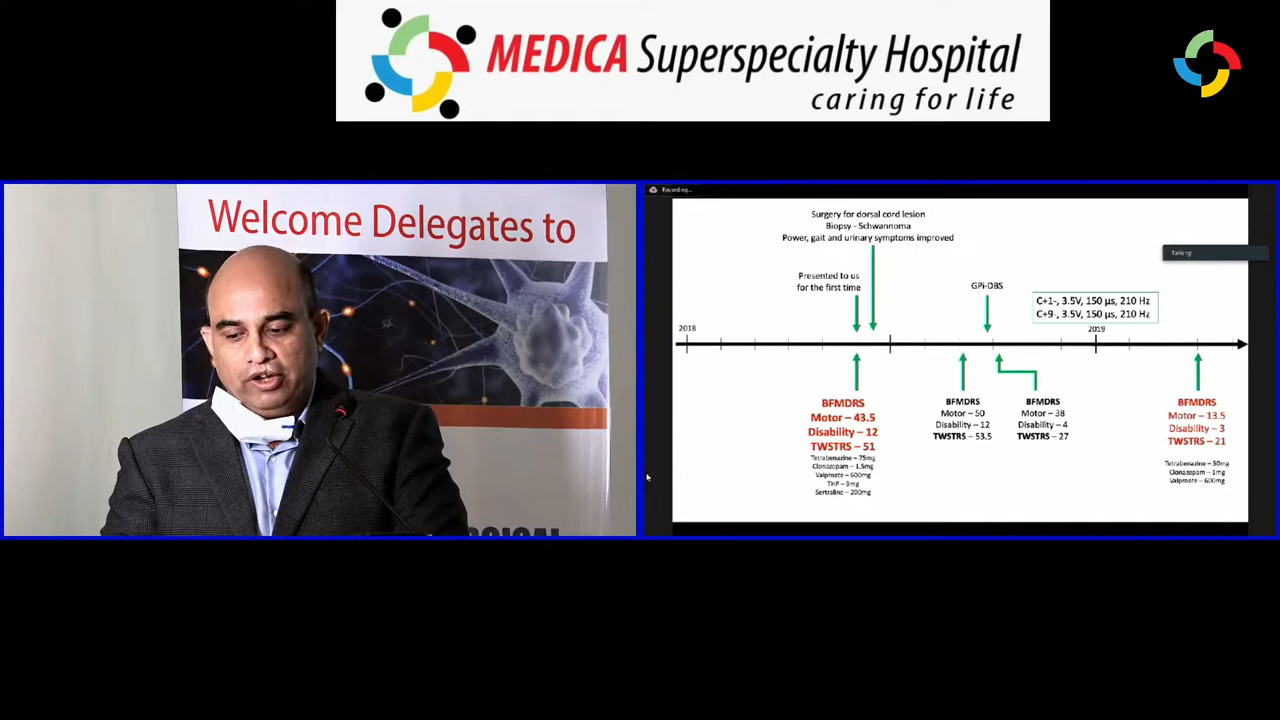 MEDICA Superspecialty Hospital
caring for life
Welcome Delegates to
Recording...
Surgery for dorsal cord lesion
Biopsy - Schwannoma
Power, gait and urinary symptoms improved
Talking:
Presented to us
for the first time
GPi-DBS
C+1-, 3.5V, 150 µs, 210 Hz
C+9-, 3.5V, 150 µs, 210 Hz
2018
2019
BFMDRS
Motor – 43.5
Disability – 12
TWSTRS – 51
Tetrabenazine – 75mg
Clonazepam – 1.5mg
Valproate – 600mg
THP – 9mg
Sertraline – 200mg
BFMDRS
Motor – 50
Disability – 12
TWSTRS – 53.5
BFMDRS
Motor – 38
Disability – 4
TWSTRS – 27
BFMDRS
Motor – 13.5
Disability – 3
TWSTRS – 21
Tetrabenazine – 50mg
Clonazepam – 1mg
Valproate – 600mg